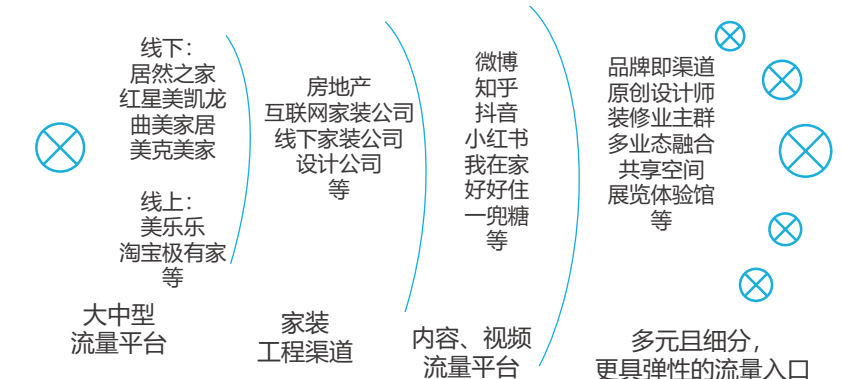 线下：
居然之家
红星美凯龙
曲美家居
美克美家
线上：
美乐乐
淘宝极有家
等
大中型
流量平台
房地产
互联网家装公司
线下家装公司
设计公司
等
家装
工程渠道
微博
知乎
抖音
小红书
我在家
好好住
一兜糖
等
内容、视频
流量平台
品牌即渠道
原创设计师
装修业主群
多业态融合
共享空间
展览体验馆
等
多元且细分，
更具弹性的流量入口